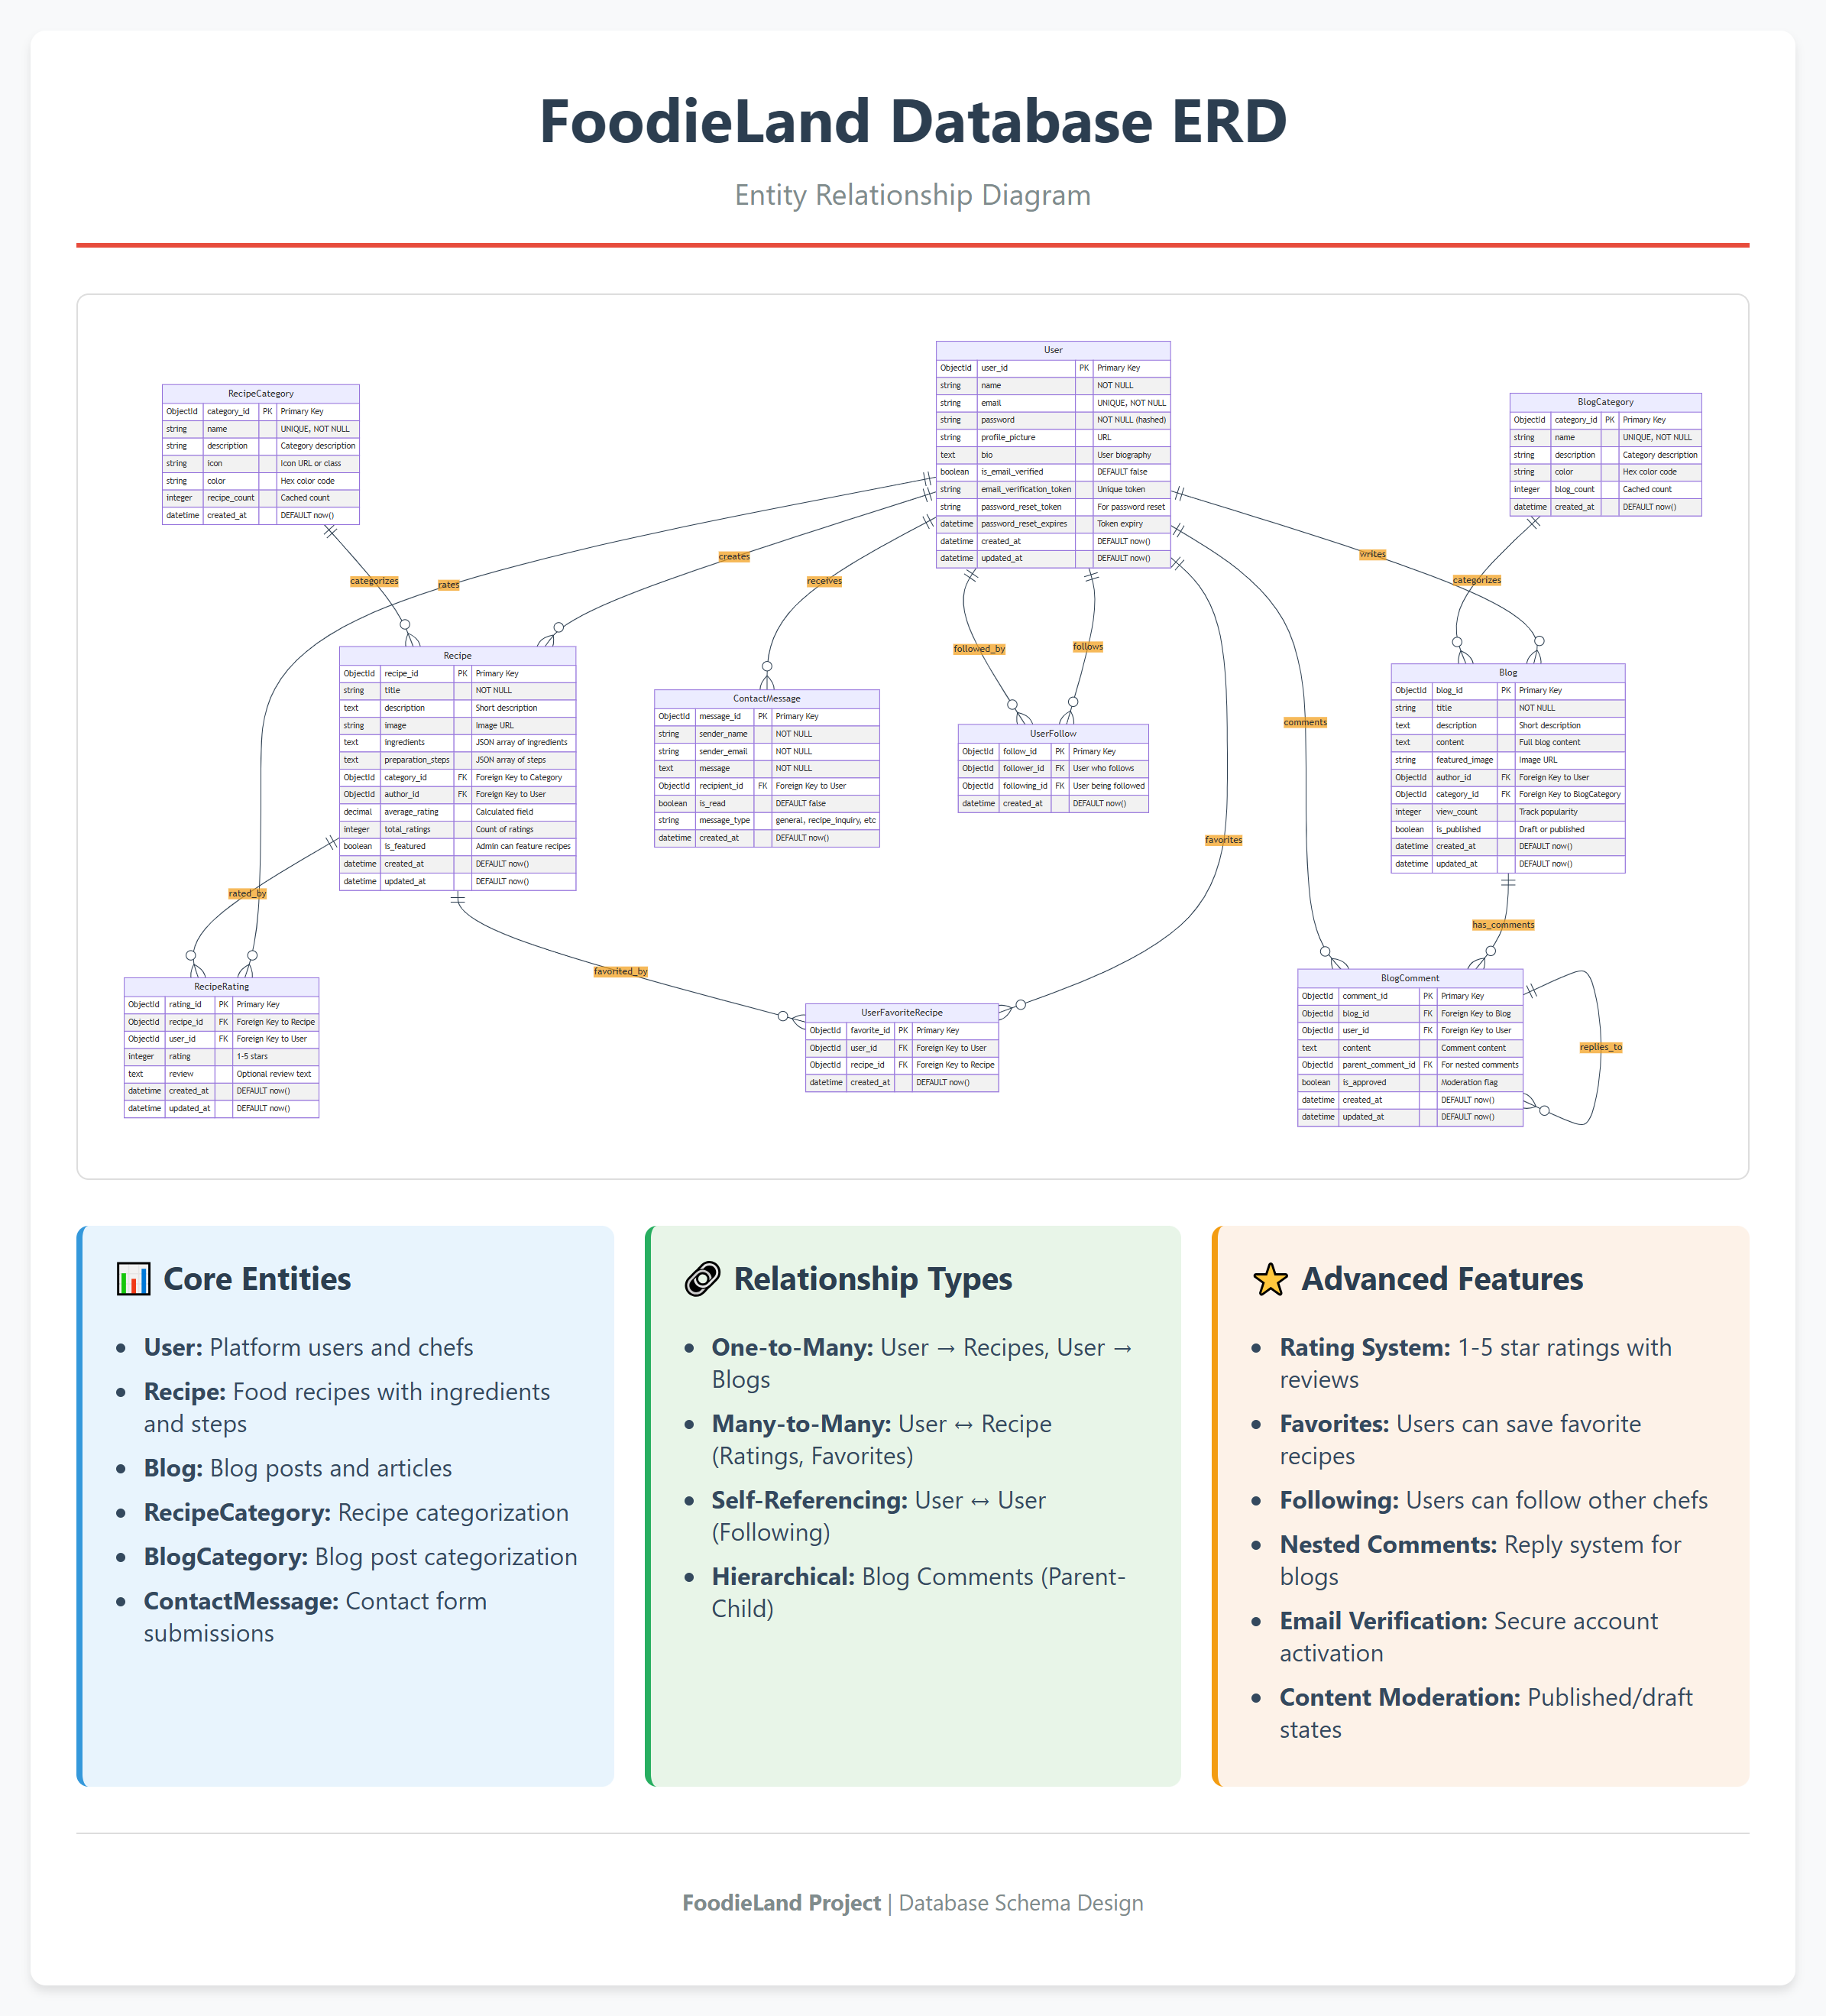 FoodieLand Database ERD
Entity Relationship Diagram
User
ObjectId user_id PK Primary Key
string name NOT NULL
string email UNIQUE, NOT NULL
string password NOT NULL (hashed)
string profile_picture URL
text bio User biography
boolean is_email_verified DEFAULT false
string email_verification_token Unique token
string password_reset_token For password reset
datetime password_reset_expires Token expiry
datetime created_at DEFAULT now()
datetime updated_at DEFAULT now()
RecipeCategory
ObjectId category_id PK Primary Key
string name UNIQUE, NOT NULL
string description Category description
string icon Icon URL or class
string color Hex color code
integer recipe_count Cached count
datetime created_at DEFAULT now()
BlogCategory
ObjectId category_id PK Primary Key
string name UNIQUE, NOT NULL
string description Category description
string color Hex color code
integer blog_count Cached count
datetime created_at DEFAULT now()
categorizes
rates
creates
receives
followed_by
follows
comments
favorites
writes
categorizes
Recipe
ObjectId recipe_id PK Primary Key
string title NOT NULL
text description Short description
string image Image URL
text ingredients JSON array of ingredients
text preparation_steps JSON array of steps
ObjectId category_id FK Foreign Key to Category
ObjectId author_id FK Foreign Key to User
decimal average_rating Calculated field
integer total_ratings Count of ratings
boolean is_featured Admin can feature recipes
datetime created_at DEFAULT now()
datetime updated_at DEFAULT now()
ContactMessage
ObjectId message_id PK Primary Key
string sender_name NOT NULL
string sender_email NOT NULL
text message NOT NULL
ObjectId recipient_id FK Foreign Key to User
boolean is_read DEFAULT false
string message_type general, recipe_inquiry, etc
datetime created_at DEFAULT now()
UserFollow
ObjectId follow_id PK Primary Key
ObjectId follower_id FK User who follows
ObjectId following_id FK User being followed
datetime created_at DEFAULT now()
Blog
ObjectId blog_id PK Primary Key
string title NOT NULL
text description Short description
text content Full blog content
string featured_image Image URL
ObjectId author_id FK Foreign Key to User
ObjectId category_id FK Foreign Key to BlogCategory
integer view_count Track popularity
boolean is_published Draft or published
datetime created_at DEFAULT now()
datetime updated_at DEFAULT now()
rated_by
favorited_by
has_comments
replies_to
RecipeRating
ObjectId rating_id PK Primary Key
ObjectId recipe_id FK Foreign Key to Recipe
ObjectId user_id FK Foreign Key to User
integer rating 1-5 stars
text review Optional review text
datetime created_at DEFAULT now()
datetime updated_at DEFAULT now()
UserFavoriteRecipe
ObjectId favorite_id PK Primary Key
ObjectId user_id FK Foreign Key to User
ObjectId recipe_id FK Foreign Key to Recipe
datetime created_at DEFAULT now()
BlogComment
ObjectId comment_id PK Primary Key
ObjectId blog_id FK Foreign Key to Blog
ObjectId user_id FK Foreign Key to User
text content Comment content
ObjectId parent_comment_id FK For nested comments
boolean is_approved Moderation flag
datetime created_at DEFAULT now()
datetime updated_at DEFAULT now()
Core Entities
User: Platform users and chefs
Recipe: Food recipes with ingredients
and steps
Blog: Blog posts and articles
RecipeCategory: Recipe categorization
BlogCategory: Blog post categorization
ContactMessage: Contact form
submissions
Relationship Types
One-to-Many: User → Recipes, User →
Blogs
Many-to-Many: User ↔ Recipe
(Ratings, Favorites)
Self-Referencing: User ↔ User
(Following)
Hierarchical: Blog Comments (Parent-
Child)
Advanced Features
Rating System: 1-5 star ratings with
reviews
Favorites: Users can save favorite
recipes
Following: Users can follow other chefs
Nested Comments: Reply system for
blogs
Email Verification: Secure account
activation
Content Moderation: Published/draft
states
FoodieLand Project | Database Schema Design